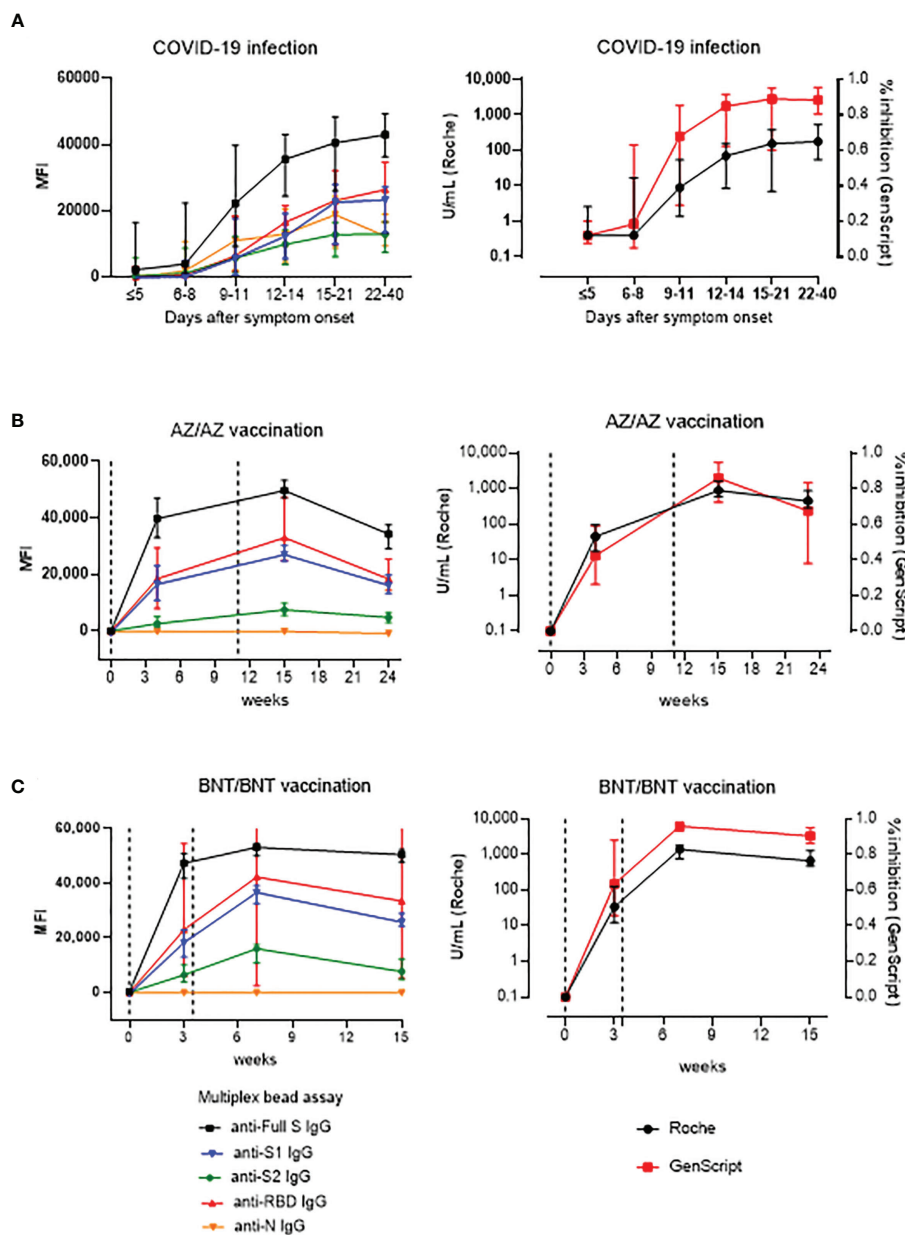 A
COVID-19 infection
60000
40000
20000
0
MFI
≤5 6-8 9-11 12-14 15-21 22-40
Days after symptom onset
COVID-19 infection
10,000
1,000
100
10
1
0.1
U/mL (Roche)
1.0
0.8
0.6
0.4
0.2
0.0
% inhibition (GenScript)
≤5 6-8 9-11 12-14 15-21 22-40
Days after symptom onset
B
AZ/AZ vaccination
60,000
40,000
20,000
0
MFI
0 3 6 9 12 15 18 21 24
weeks
AZ/AZ vaccination
10,000
1,000
100
10
1
0.1
U/mL (Roche)
1.0
0.8
0.6
0.4
0.2
0.0
% inhibition (GenScript)
0 3 6 9 12 15 18 21 24
weeks
C
BNT/BNT vaccination
60,000
40,000
20,000
0
MFI
0 3 6 9 12 15
weeks
BNT/BNT vaccination
10,000
1,000
100
10
1
0.1
U/mL (Roche)
1.0
0.8
0.6
0.4
0.2
0.0
% inhibition (GenScript)
0 3 6 9 12 15
weeks
Multiplex bead assay
anti-Full S IgG
anti-S1 IgG
anti-S2 IgG
anti-RBD IgG
anti-N IgG
Roche
GenScript